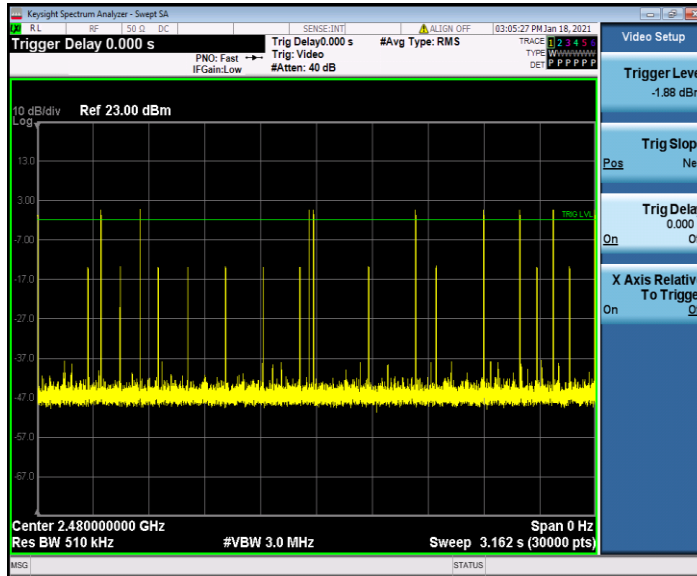 Keysight Spectrum Analyzer - Swept SA
RL RF 50 Ω DC SENSE:INT ALIGN OFF 03:05:27 PM Jan 18, 2021
Trigger Delay 0.000 s
PNO: Fast
IFGain:Low
Trig Delay0.000 s
Trig: Video
#Atten: 40 dB
#Avg Type: RMS
TRACE 1 2 3 4 5 6
TYPE WWWWWW
DET P P P P P P
10 dB/div Ref 23.00 dBm
Log
13.0
3.00
TRIG LVL
-7.00
-17.0
-27.0
-37.0
-47.0
-57.0
-67.0
Center 2.480000000 GHz Span 0 Hz
Res BW 510 kHz #VBW 3.0 MHz Sweep 3.162 s (30000 pts)
MSG STATUS
Video Setup
Trigger Leve
-1.88 dBm
Trig Slop
Pos Ne
Trig Dela
0.000
On O
X Axis Relativ
To Trigge
On O